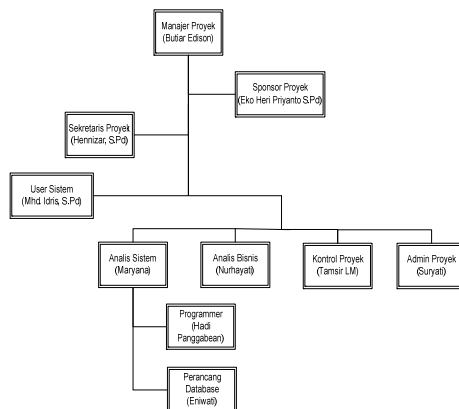 Manajer Proyek
(Butiar Edison)
Sponsor Proyek
(Eko Heri Priyanto S.Pd)
Sekretaris Proyek
(Hennizar, S.Pd)
User Sistem
(Mhd. Idris, S.Pd)
Analis Sistem
(Maryana)
Analis Bisnis
(Nurhayati)
Kontrol Proyek
(Tamsir LM)
Admin Proyek
(Suryati)
Programmer
(Hadi
Panggabean)
Perancang
Database
(Eniwati)